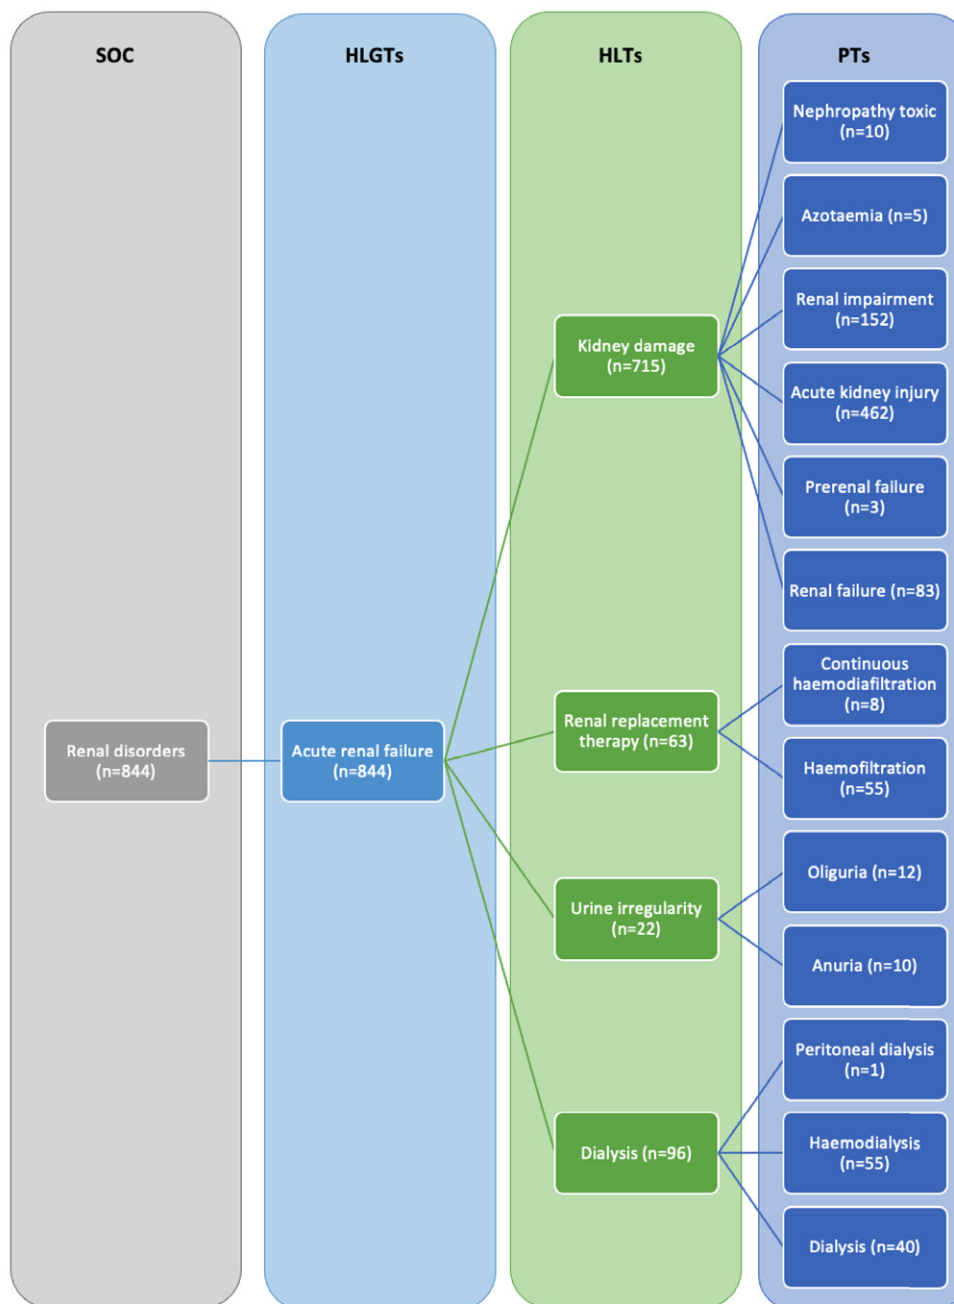 SOC
HLGTs
HLTs
PTs
Renal disorders
(n=844)
Acute renal failure
(n=844)
Kidney damage
(n=715)
Renal replacement
therapy (n=63)
Urine irregularity
(n=22)
Dialysis (n=96)
Nephropathy toxic
(n=10)
Azotaemia (n=5)
Renal impairment
(n=152)
Acute kidney injury
(n=462)
Prerenal failure
(n=3)
Renal failure (n=83)
Continuous
haemodiafiltration
(n=8)
Haemofiltration
(n=55)
Oliguria (n=12)
Anuria (n=10)
Peritoneal dialysis
(n=1)
Haemodialysis
(n=55)
Dialysis (n=40)